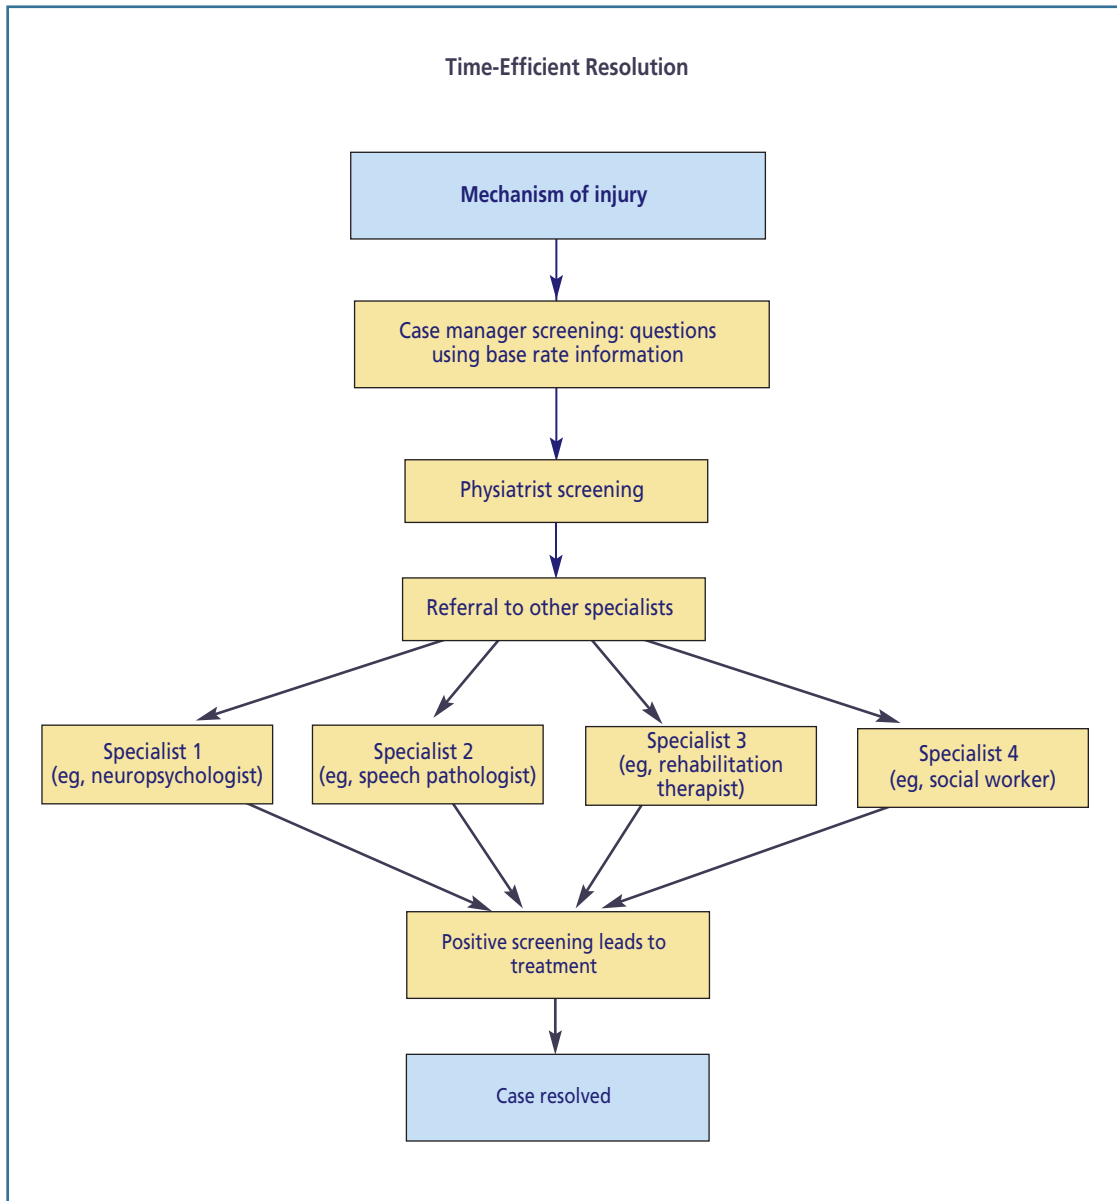 Time-Efficient Resolution
Mechanism of injury
Case manager screening: questions
using base rate information
Physiatrist screening
Referral to other specialists
Specialist 1
(eg, neuropsychologist)
Specialist 2
(eg, speech pathologist)
Specialist 3
(eg, rehabilitation
therapist)
Specialist 4
(eg, social worker)
Positive screening leads to
treatment
Case resolved